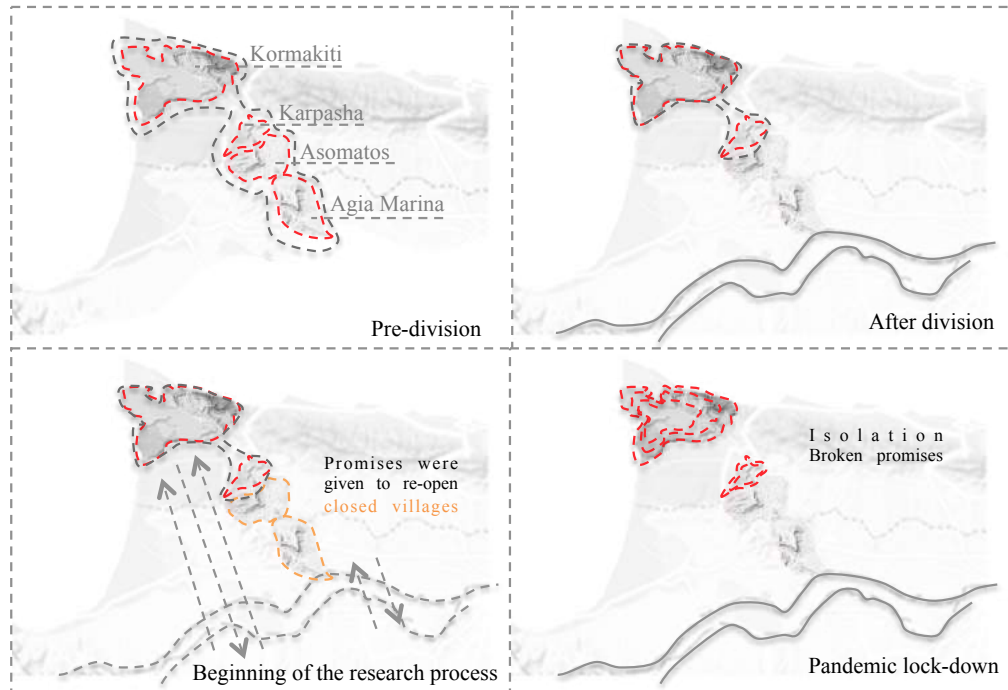 Kormakiti
Karpasha
Asomatos
Agia Marina
Pre-division
After division
Promises were
given to re-open
closed villages
Beginning of the research process
Isolation
Broken promises
Pandemic lock-down